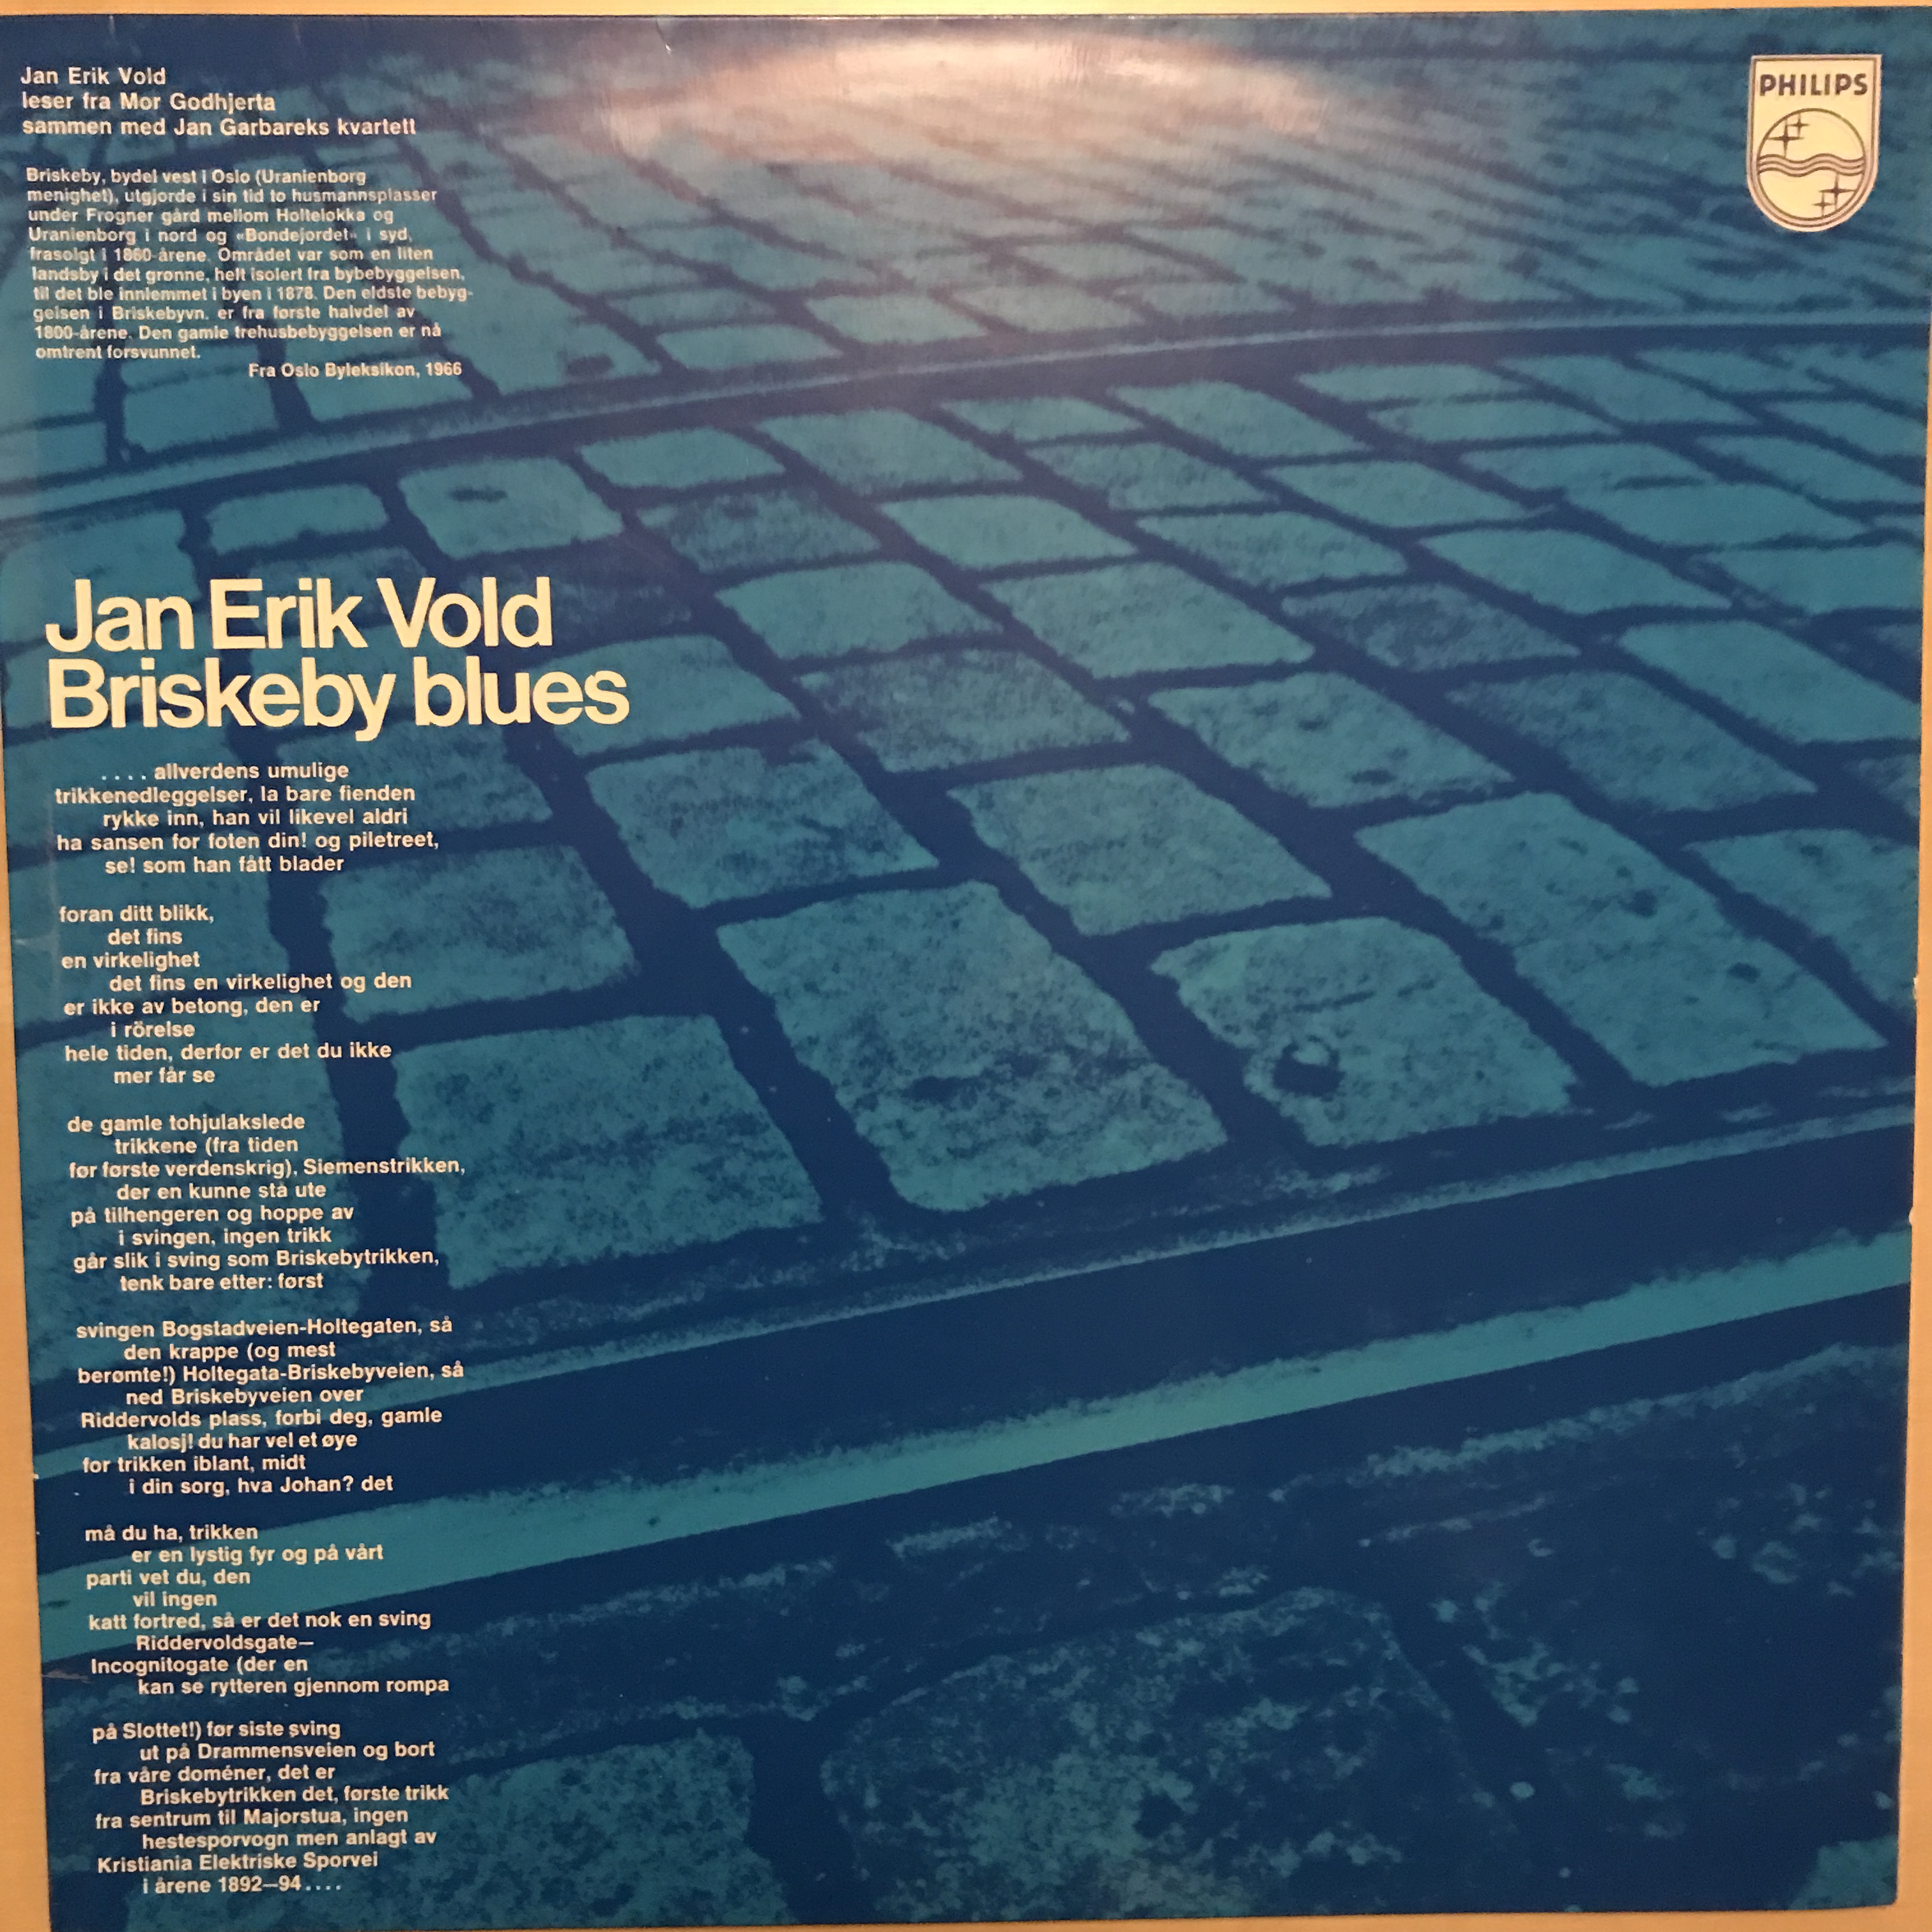 Jan Erik Vold
leser fra Mor Godhjerta
sammen med Jan Garbareks kvartett
PHILIPS
Briskeby, bydel vest i Oslo (Uranienborg
menighet), utgjorde i sin tid to husmannsplasser
under Frogner gård mellom Holteløkka og
Uranienborg i nord og «Bondejordet» i syd,
frasolgt i 1860-årene. Området var som en liten
landsby i det grønne, helt isolert fra bybebyggelsen,
til det ble innlemmet i byen i 1878. Den eldste bebyg-
gelsen i Briskebyvn. er fra første halvdel av
1800-årene. Den gamle trehusbebyggelsen er nå
omtrent forsvunnet.
Fra Oslo Byleksikon, 1966
Jan Erik Vold
Briskeby blues
.... allverdens umulige
trikkenedleggelser, la bare fienden
rykke inn, han vil likevel aldri
ha sansen for foten din! og piletreet,
se! som han fått blader
foran ditt blikk,
det fins
en virkelighet
det fins en virkelighet og den
er ikke av betong, den er
i rörelse
hele tiden, derfor er det du ikke
mer får se
de gamle tohjulakslede
trikkene (fra tiden
før første verdenskrig), Siemenstrikken,
der en kunne stå ute
på tilhengeren og hoppe av
i svingen, ingen trikk
går slik i sving som Briskebytrikken,
tenk bare etter: først
svingen Bogstadveien-Holtegaten, så
den krappe (og mest
berømte!) Holtegata-Briskebyveien, så
ned Briskebyveien over
Riddervolds plass, forbi deg, gamle
kalosj! du har vel et øye
for trikken iblant, midt
i din sorg, hva Johan? det
må du ha, trikken
er en lystig fyr og på vårt
parti vet du, den
vil ingen
katt fortred, så er det nok en sving
Riddervoldsgate—
Incognitogate (der en
kan se rytteren gjennom rompa
på Slottet!) før siste sving
ut på Drammensveien og bort
fra våre doméner, det er
Briskebytrikken det, første trikk
fra sentrum til Majorstua, ingen
hestesporvogn men anlagt av
Kristiania Elektriske Sporvei
i årene 1892—94....